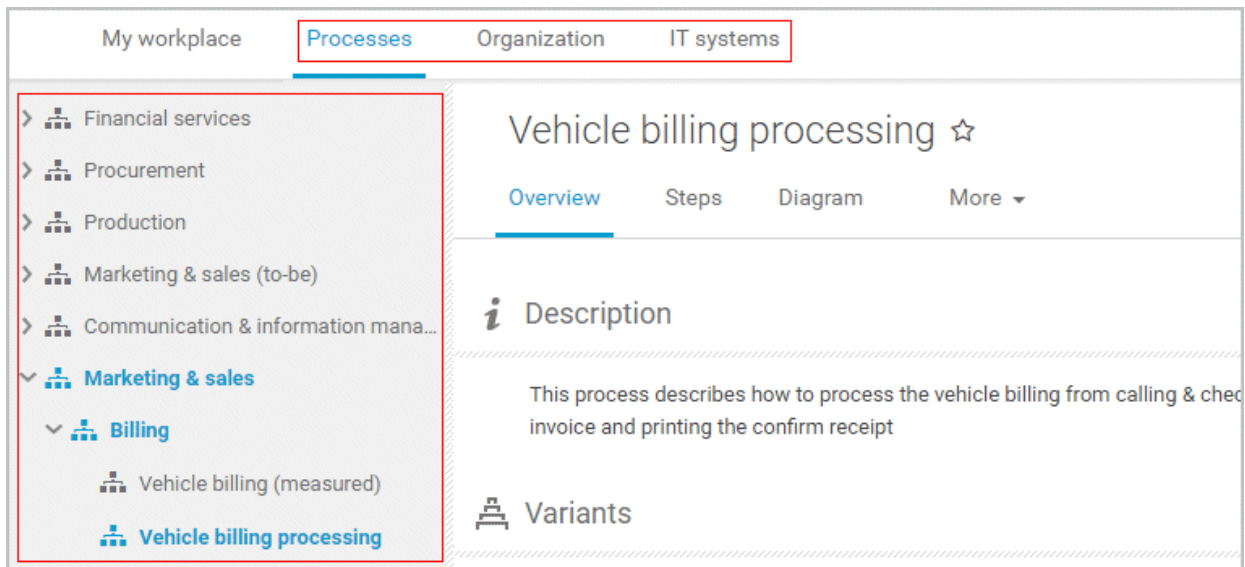 My workplace Processes Organization IT systems
Financial services
Procurement
Production
Marketing & sales (to-be)
Communication & information mana...
Marketing & sales
Billing
Vehicle billing (measured)
Vehicle billing processing
Vehicle billing processing
Overview Steps Diagram More
Description
This process describes how to process the vehicle billing from calling & chec
invoice and printing the confirm receipt
Variants